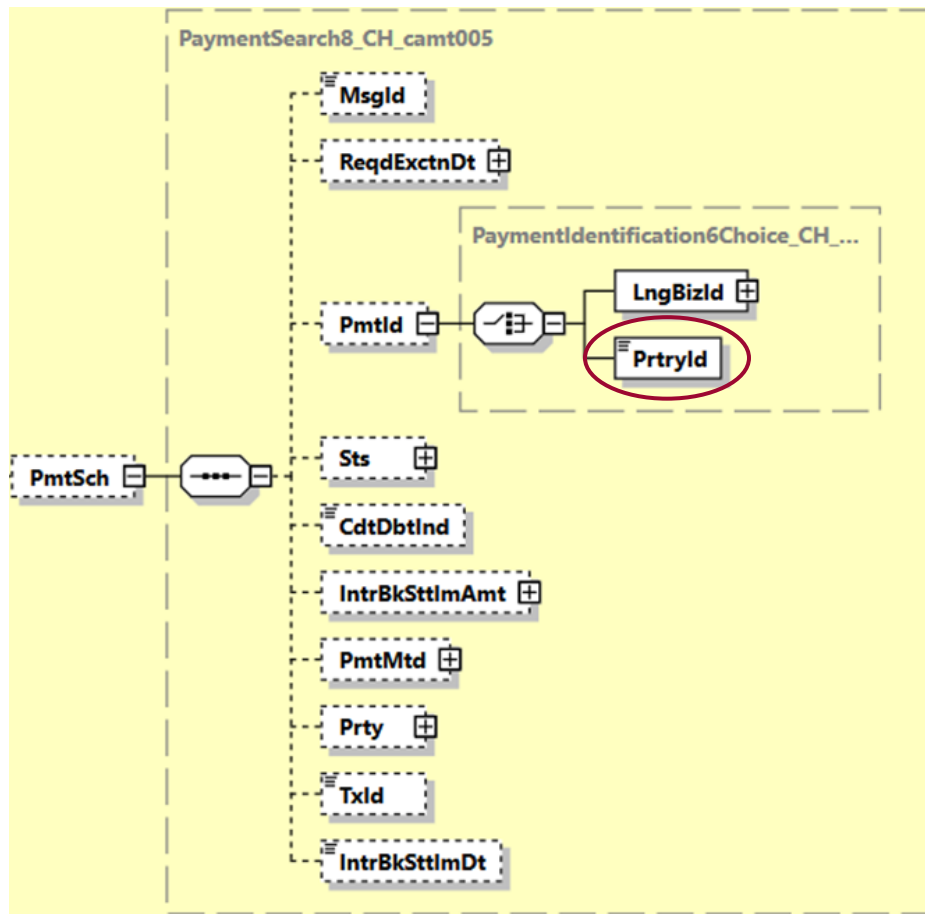 PaymentSearch8_CH_camt005
MsgId
ReqdExctnDt
PaymentIdentification6Choice_CH_...
LngBizId
PmtId
PrtryId
Sts
PmtSch
CdtDbtInd
IntrBkSttlmAmt
PmtMtd
Prty
TxId
IntrBkSttlmDt